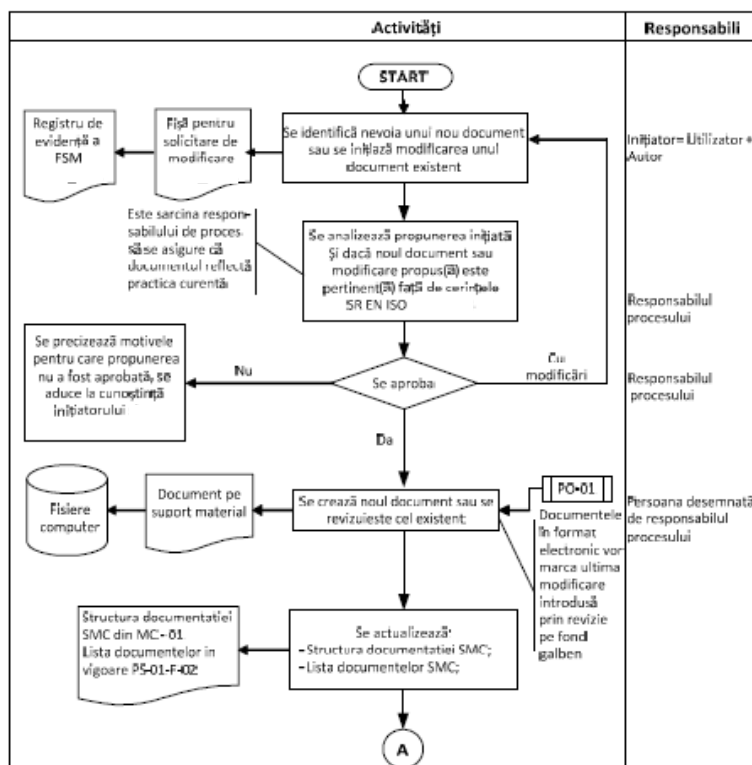 Activități
Responsabili
START
Registru de
evidență a
FSM
Fișă pentru
solicitare de
modificare
Se identifică nevoia unui nou document
sau se inițiază modificarea unui
document existent
Inițiator= Utilizator +
Autor
Este sarcina respon-
sabilului de proces
să se asigure că
documentul reflectă
practica curentă
Se analizează propunerea inițiată
Și dacă noul document sau
modificare propus(ă) este
pertinent(ă) față de cerințele
SR EN ISO
Responsabilul
procesului
Se precizează motivele
pentru care propunerea
nu a fost aprobată, se
aduce la cunoștință
inițiatorului
Nu
Se aproba
Cu
modificări
Responsabilul
procesului
Da
Fisiere
computer
Document pe
suport material
Se crează noul document sau se
revizuieste cel existent;
PO-01
Persoana desemnată
de responsabilul
procesului
Documentele
în format
electronic vor
marca ultima
modificare
introdusă
prin revizie
pe fond
galben
Structura documentatiei
SMC din MC - 01
Lista documentelor in
vigoare PS-01-F-02
Se actualizează:
- Structura documentatiei SMC;
- Lista documentelor SMC;
A